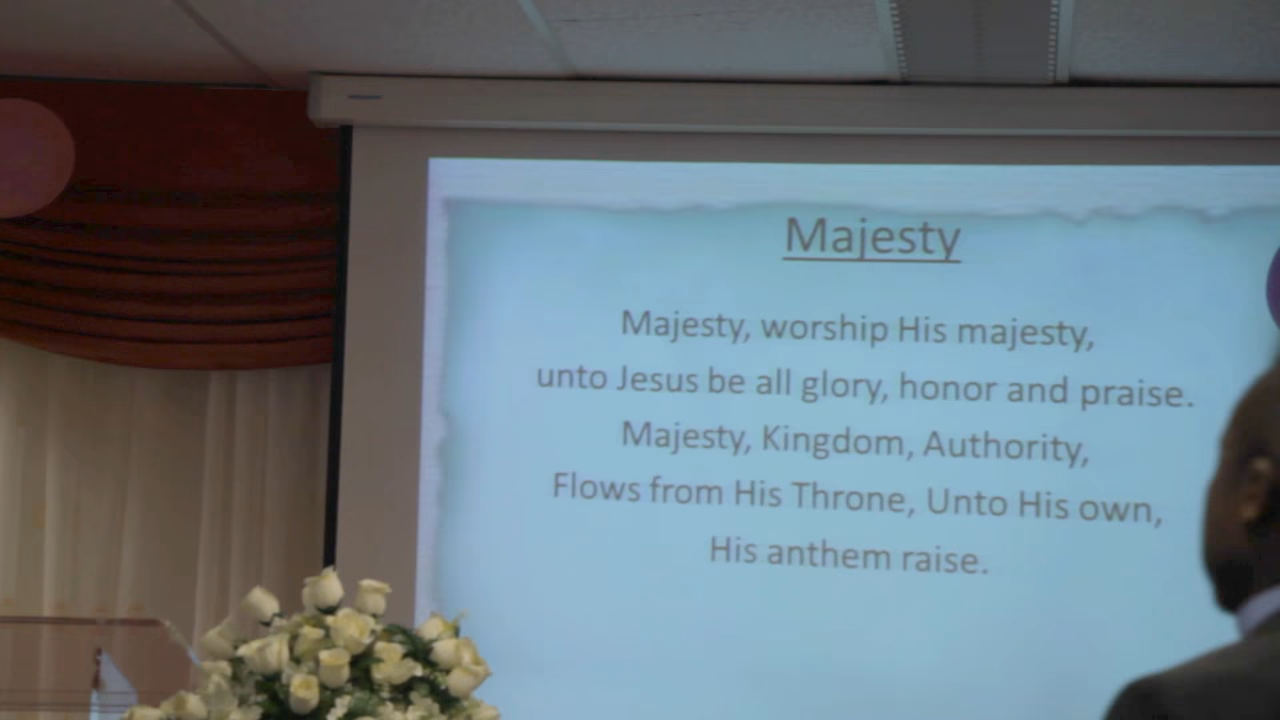 Majesty
Majesty, worship His majesty,
unto Jesus be all glory, honor and praise.
Majesty, Kingdom, Authority,
Flows from His Throne, Unto His own,
His anthem raise.